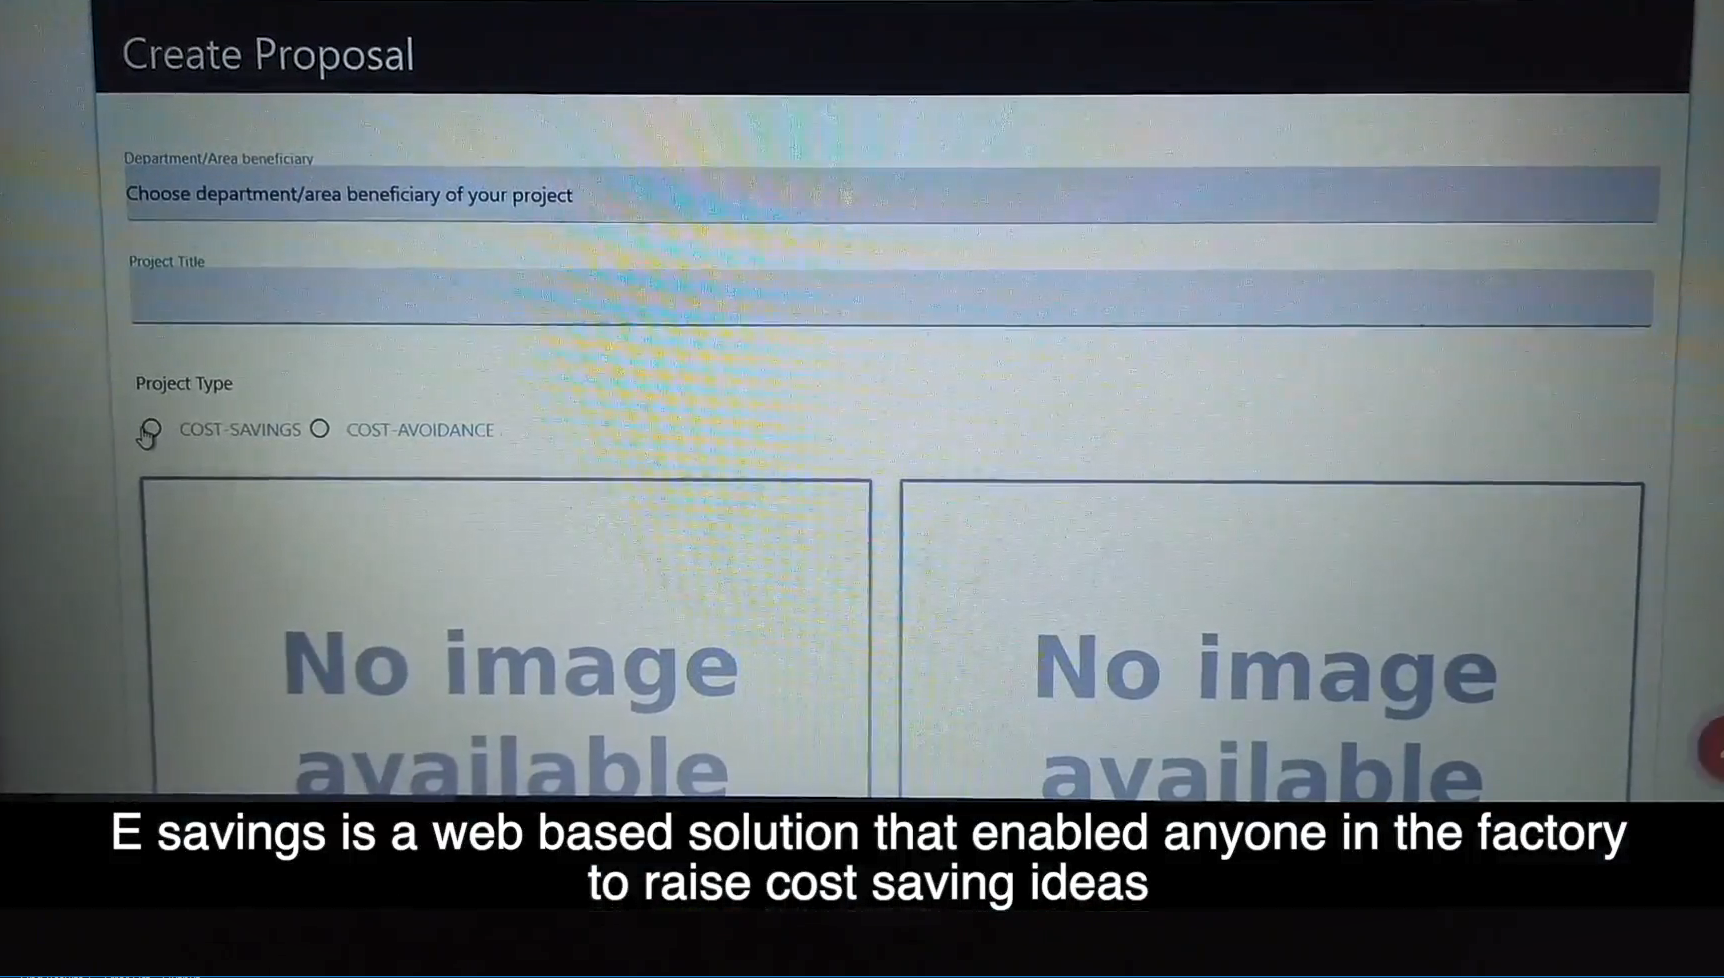 Create Proposal
Department/Area beneficiary
Choose department/area beneficiary of your project
Project Title
Project Type
COST-SAVINGS COST-AVOIDANCE
No image No image
available available
E savings is a web based solution that enabled anyone in the factory
to raise cost saving ideas